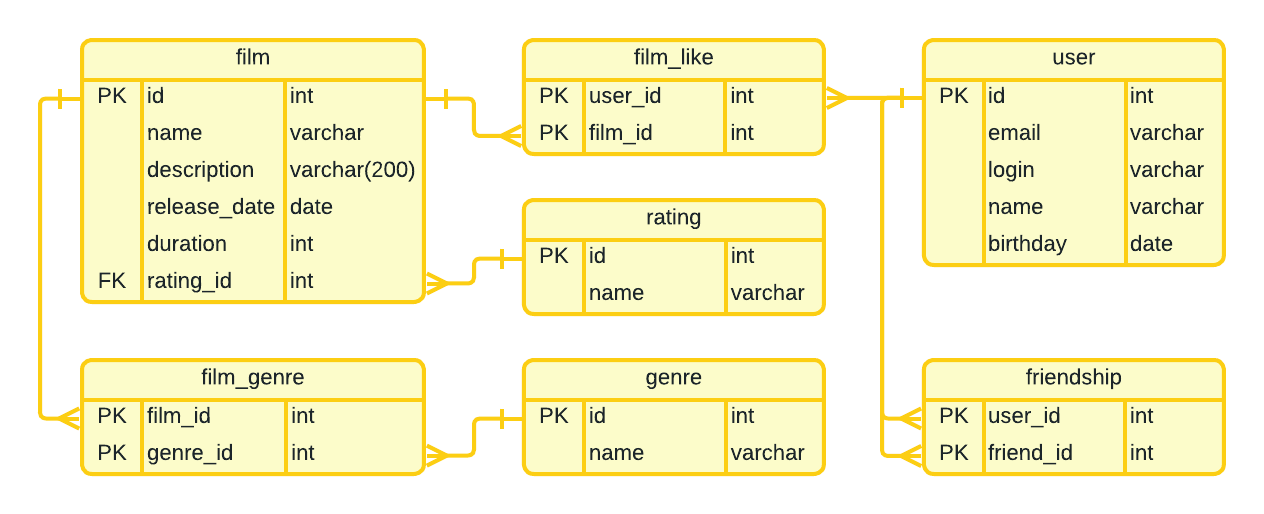 film
PK id int
name varchar
description varchar(200)
release_date date
duration int
FK rating_id int
film_like
PK user_id int
PK film_id int
user
PK id int
email varchar
login varchar
name varchar
birthday date
rating
PK id int
name varchar
film_genre
PK film_id int
PK genre_id int
genre
PK id int
name varchar
friendship
PK user_id int
PK friend_id int